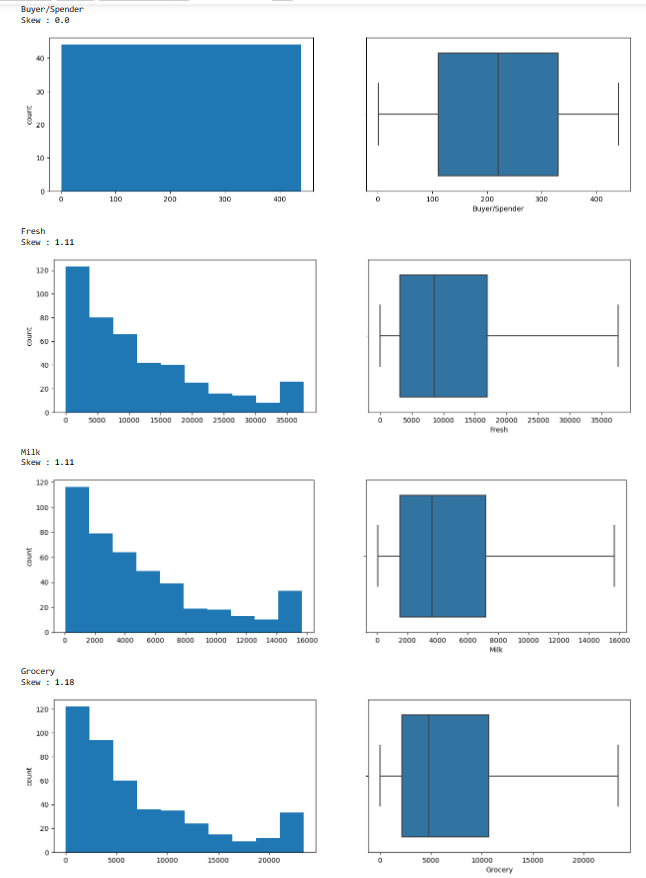 Buyer/Spender
Skew : 0.0
40
30
20
10
0
count
0 100 200 300 400
0 100 200 300 400
Buyer/Spender
Fresh
Skew : 1.11
120
100
80
60
40
20
0
count
0 5000 10000 15000 20000 25000 30000 35000
0 5000 10000 15000 20000 25000 30000 35000
Fresh
Milk
Skew : 1.11
120
100
80
60
40
20
0
count
0 2000 4000 6000 8000 10000 12000 14000 16000
0 2000 4000 6000 8000 10000 12000 14000 16000
Milk
Grocery
Skew : 1.18
120
100
80
60
40
20
0
count
0 5000 10000 15000 20000
0 5000 10000 15000 20000
Grocery